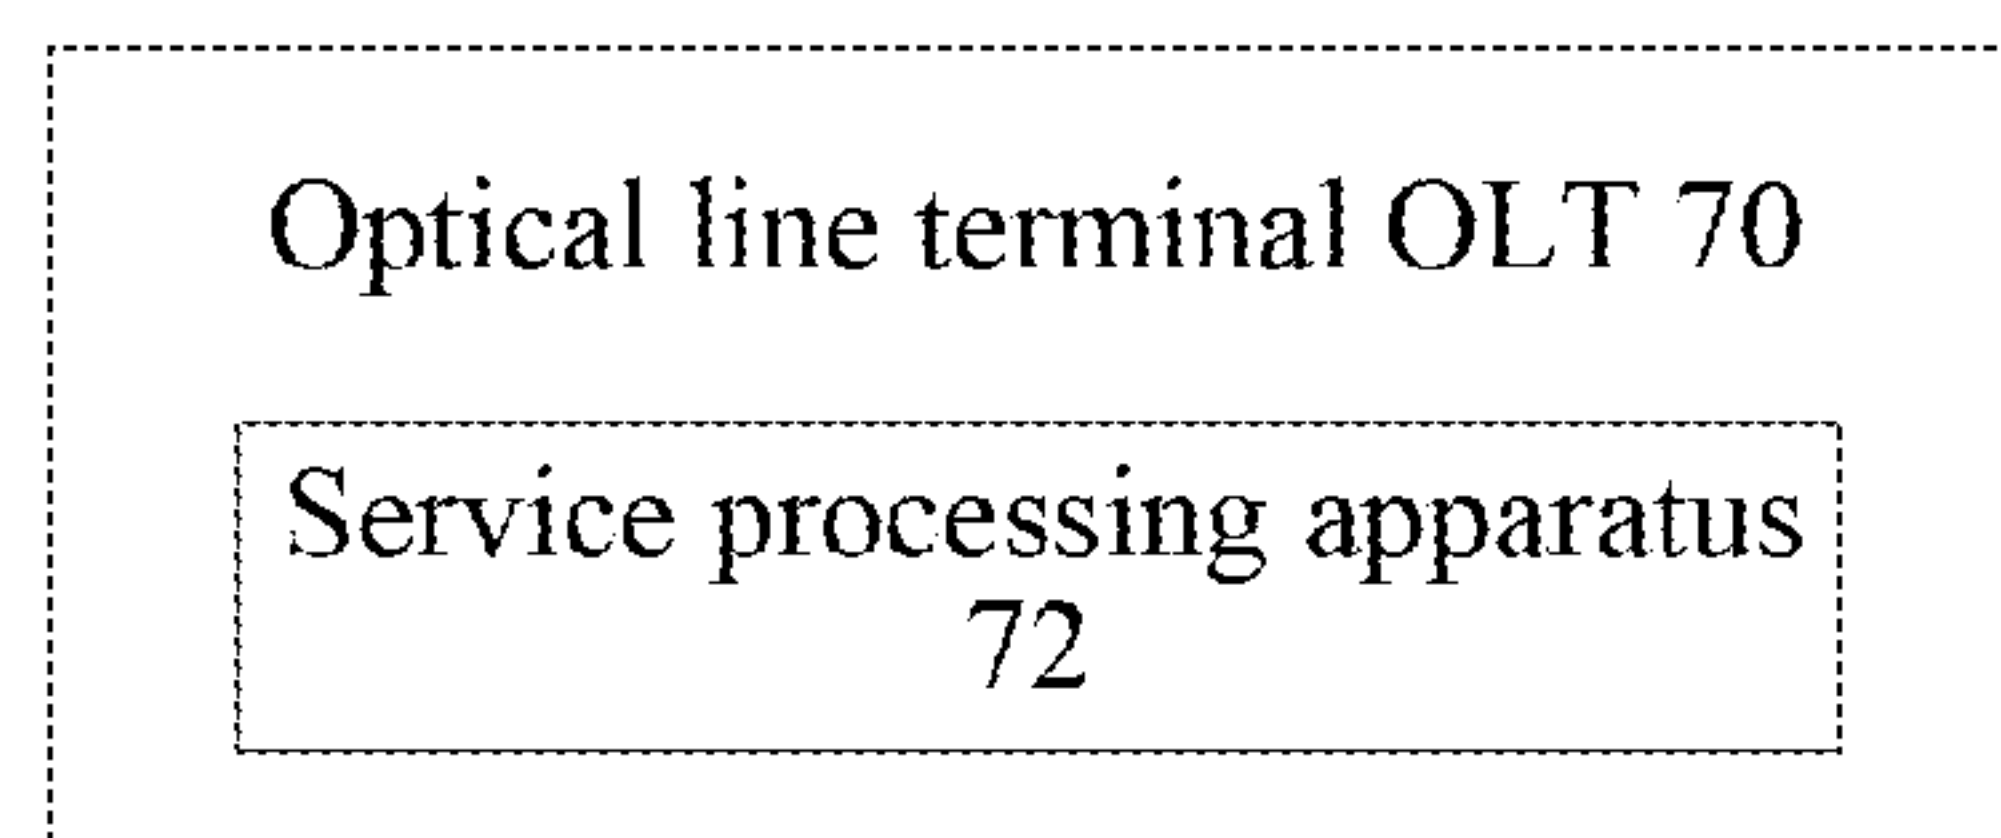 Optical line terminal OLT 70
Service processing apparatus
72